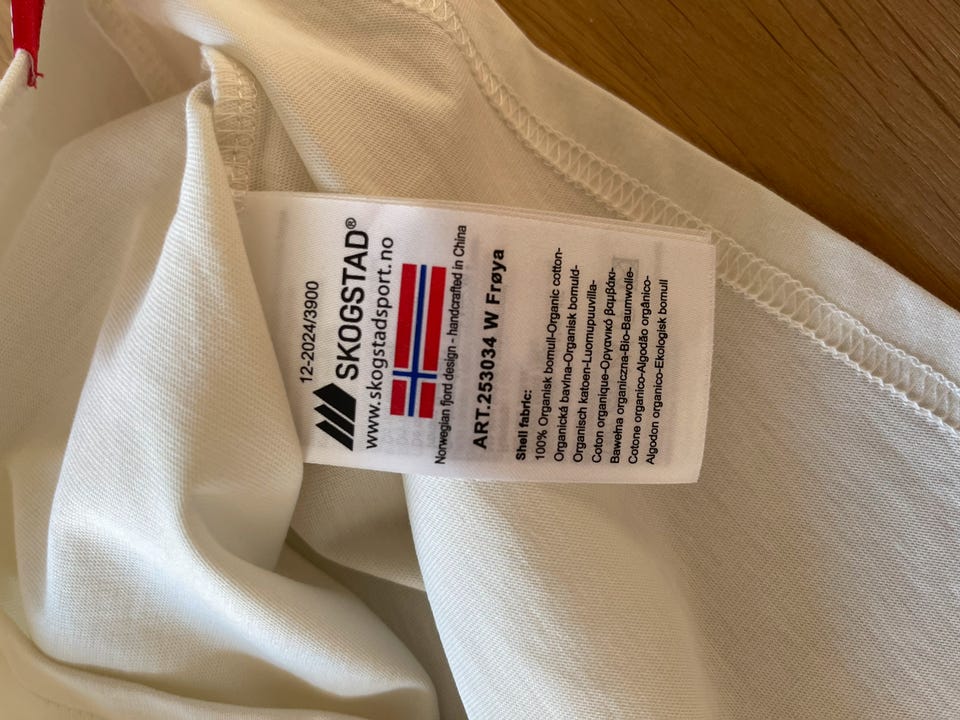 12-2024/3900
SKOGSTAD®
www.skogstadsport.no
Norwegian fjord design - handcrafted in China
ART.253034 W Frøya
Shell fabric:
100% Organisk bomull-Organic cotton-
Organická bavlna-Organisk bomuld-
Organisch katoen-Luomupuuvilla-
Coton organique-Οργανικό βαμβάκι-
Bawełna organiczna-Bio-Baumwolle-
Cotone organico-Algodão orgânico-
Algodon organico-Ekologisk bomull